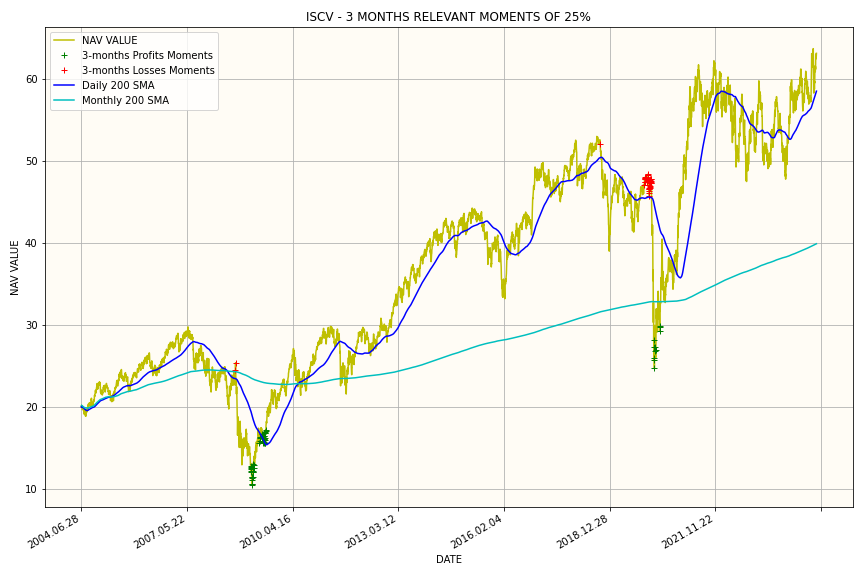 ISCV - 3 MONTHS RELEVANT MOMENTS OF 25%
NAV VALUE
3-months Profits Moments
3-months Losses Moments
Daily 200 SMA
Monthly 200 SMA
NAV VALUE
60
50
40
30
20
10
2004.06.28
2007.05.22
2010.04.16
2013.03.12
2016.02.04
2018.12.28
2021.11.22
DATE